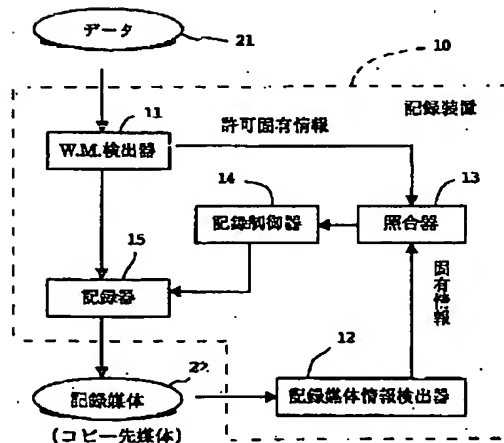 データ
21
10
11
許可固有情報
記録装置
W.M.検出器
14
13
記録制御器
照合器
15
固有情報
記録器
22
12
記録媒体
記録媒体情報検出器
(コピー先媒体)